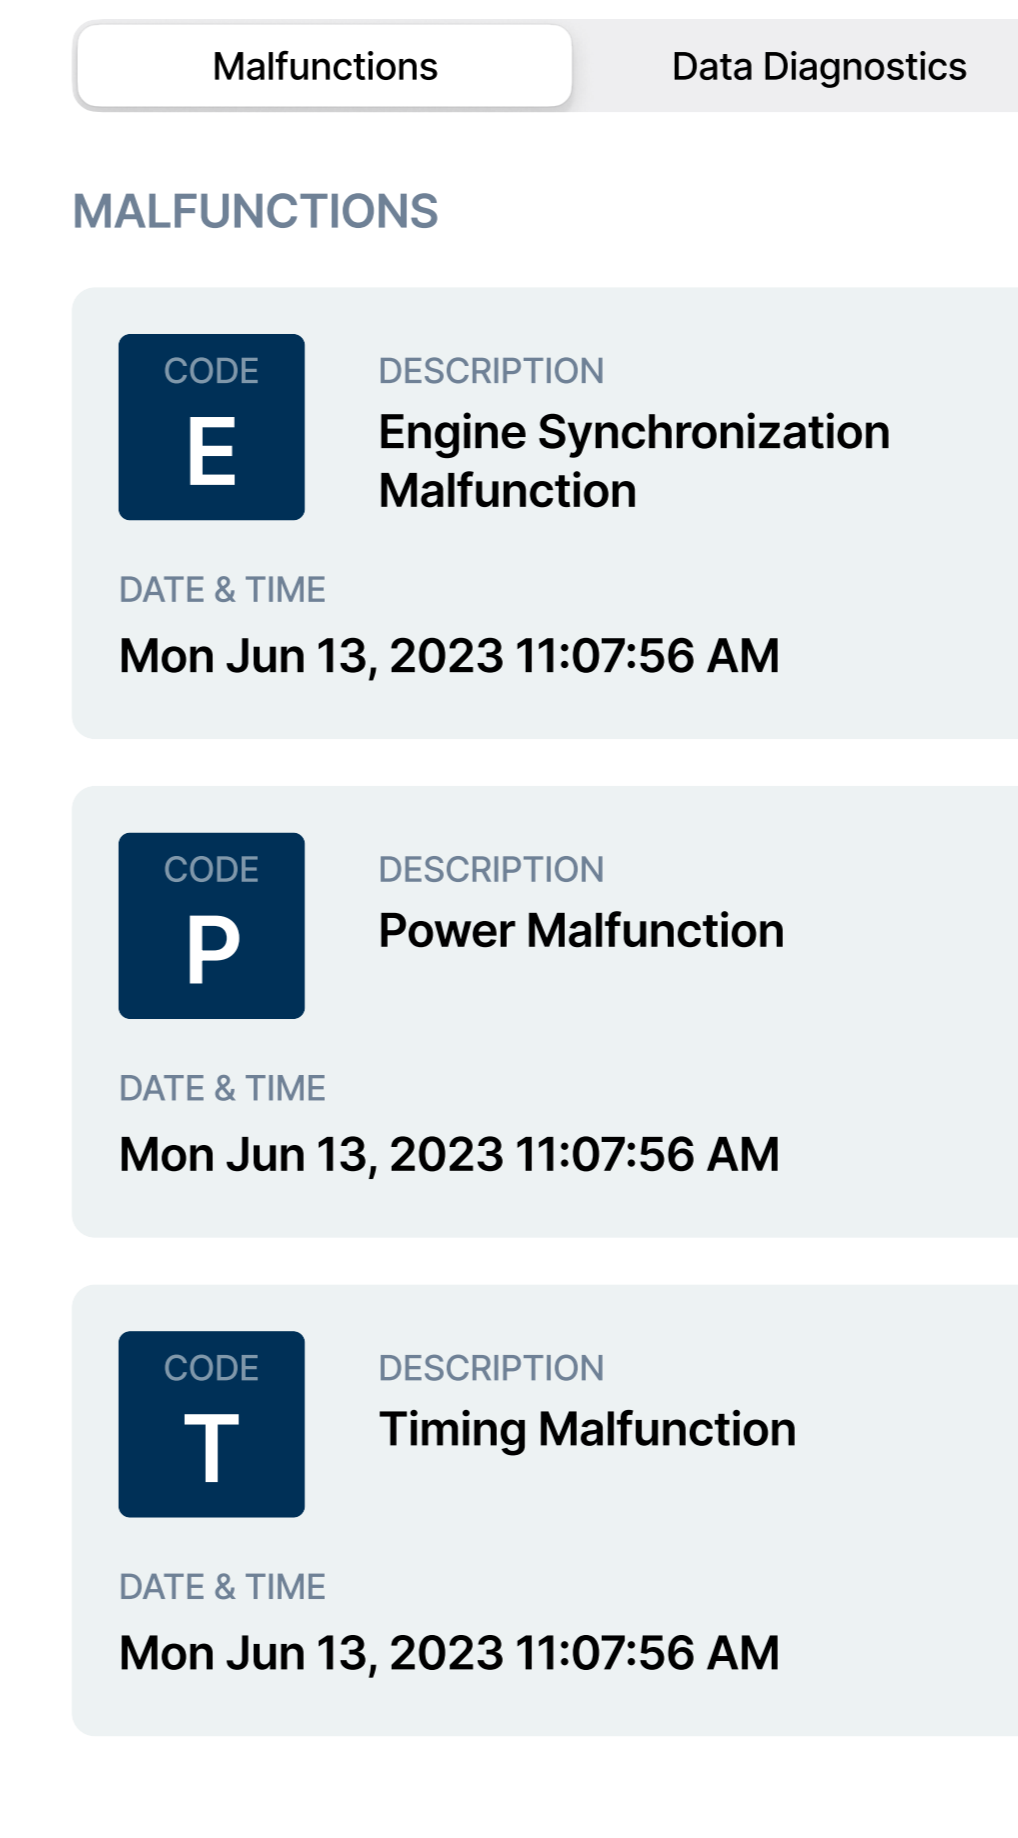 Malfunctions
Data Diagnostics
MALFUNCTIONS
CODE
E
DESCRIPTION
Engine Synchronization
Malfunction
DATE & TIME
Mon Jun 13, 2023 11:07:56 AM
CODE
P
DESCRIPTION
Power Malfunction
DATE & TIME
Mon Jun 13, 2023 11:07:56 AM
CODE
T
DESCRIPTION
Timing Malfunction
DATE & TIME
Mon Jun 13, 2023 11:07:56 AM